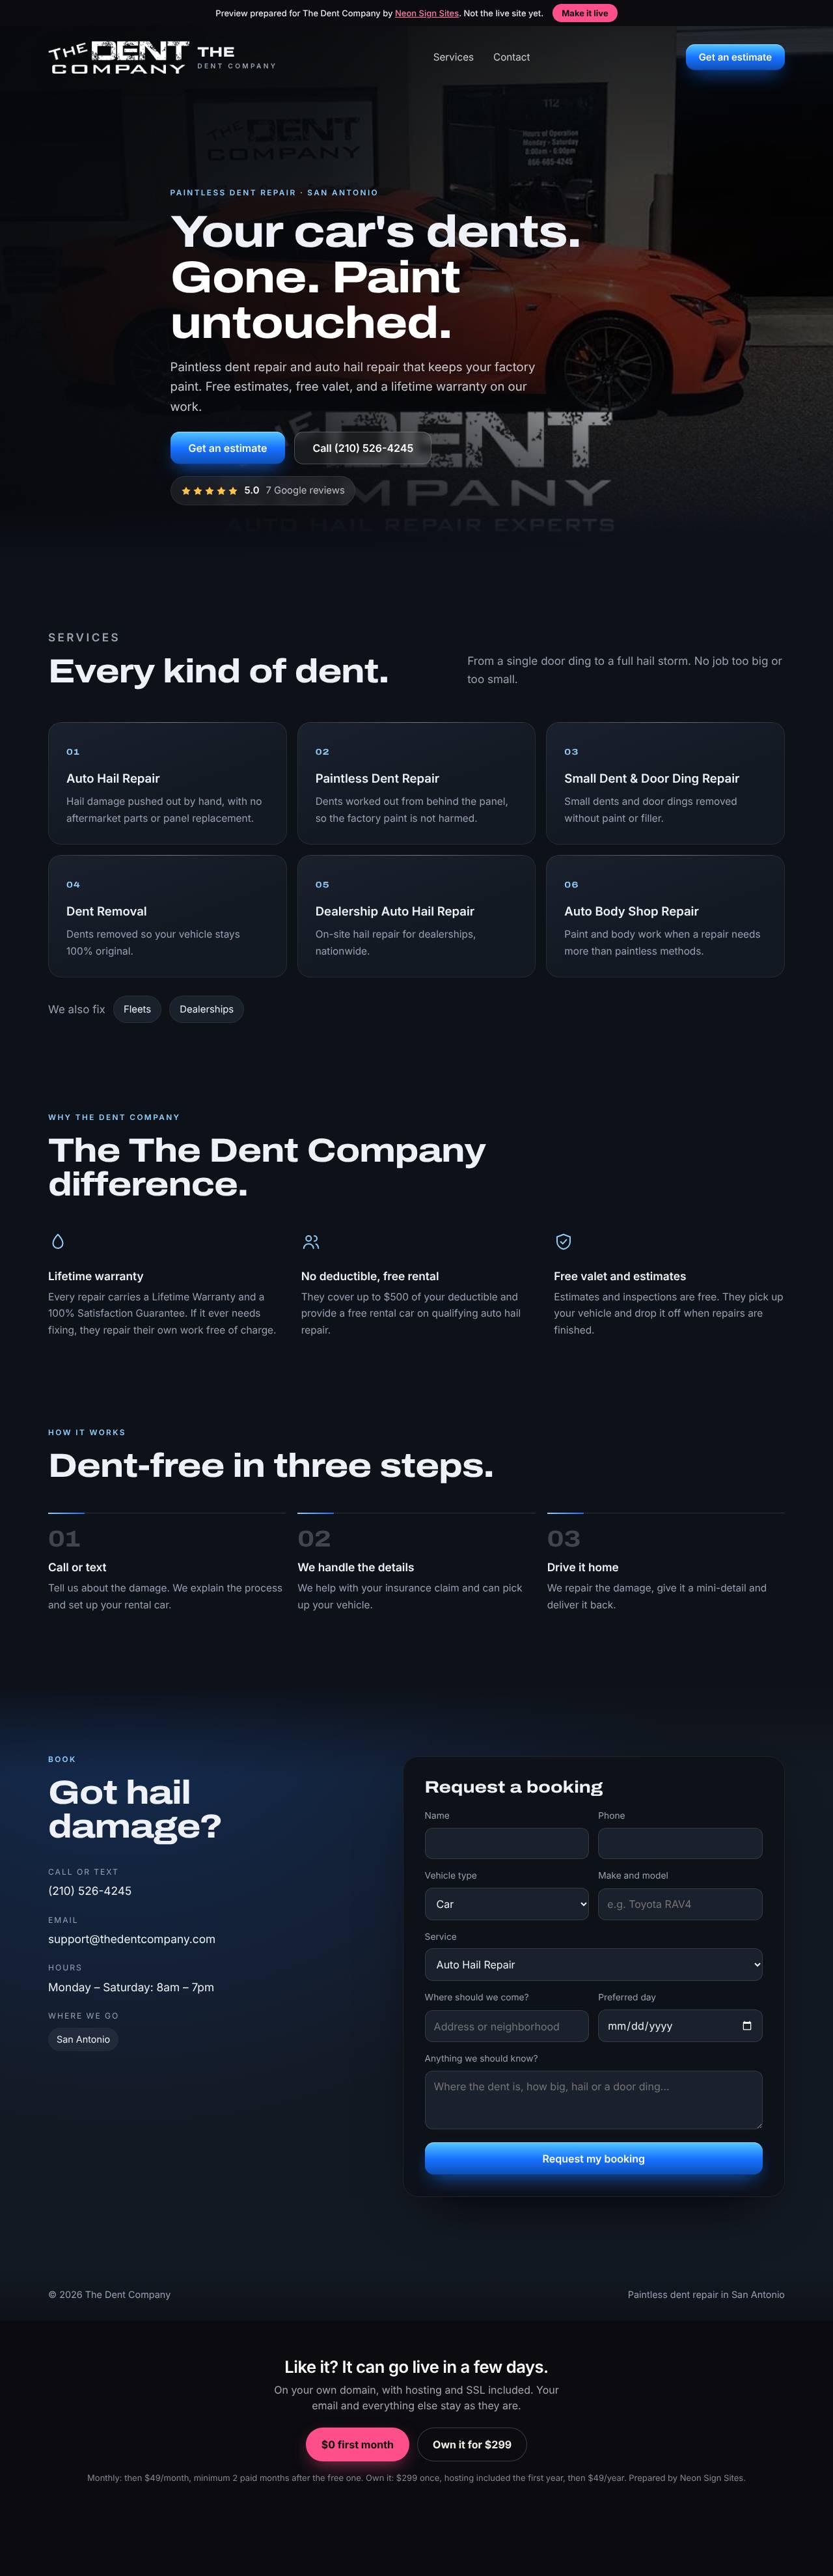 Preview prepared for The Dent Company by Neon Sign Sites. Not the live site yet. Make it live
THE DENT COMPANY
THE
DENT COMPANY
Services Contact
Get an estimate
THE DENT COMPANY
112
Hours of Operation
Monday - Saturday:
PAINTLESS DENT REPAIR · SAN ANTONIO
Your car's dents.
Gone. Paint
untouched.
Paintless dent repair and auto hail repair that keeps your factory
paint. Free estimates, free valet, and a lifetime warranty on our
work.
Get an estimate Call (210) 526-4245
5.0 7 Google reviews
DENT
MPANY
AUTO HAIL REPAIR EXPERTS
SERVICES
Every kind of dent.
From a single door ding to a full hail storm. No job too big or
too small.
01
Auto Hail Repair
Hail damage pushed out by hand, with no
aftermarket parts or panel replacement.
02
Paintless Dent Repair
Dents worked out from behind the panel,
so the factory paint is not harmed.
03
Small Dent & Door Ding Repair
Small dents and door dings removed
without paint or filler.
04
Dent Removal
Dents removed so your vehicle stays
100% original.
05
Dealership Auto Hail Repair
On-site hail repair for dealerships,
nationwide.
06
Auto Body Shop Repair
Paint and body work when a repair needs
more than paintless methods.
We also fix Fleets Dealerships
WHY THE DENT COMPANY
The The Dent Company
difference.
Lifetime warranty
Every repair carries a Lifetime Warranty and a
100% Satisfaction Guarantee. If it ever needs
fixing, they repair their own work free of charge.
No deductible, free rental
They cover up to $500 of your deductible and
provide a free rental car on qualifying auto hail
repair.
Free valet and estimates
Estimates and inspections are free. They pick up
your vehicle and drop it off when repairs are
finished.
HOW IT WORKS
Dent-free in three steps.
01
Call or text
Tell us about the damage. We explain the process
and set up your rental car.
02
We handle the details
We help with your insurance claim and can pick
up your vehicle.
03
Drive it home
We repair the damage, give it a mini-detail and
deliver it back.
BOOK
Got hail
damage?
CALL OR TEXT
(210) 526-4245
EMAIL
support@thedentcompany.com
HOURS
Monday – Saturday: 8am – 7pm
WHERE WE GO
San Antonio
Request a booking
Name Phone
Vehicle type Make and model
Car e.g. Toyota RAV4
Service
Auto Hail Repair
Where should we come? Preferred day
Address or neighborhood mm/dd/yyyy
Anything we should know?
Where the dent is, how big, hail or a door ding...
Request my booking
© 2026 The Dent Company
Paintless dent repair in San Antonio
Like it? It can go live in a few days.
On your own domain, with hosting and SSL included. Your
email and everything else stay as they are.
$0 first month Own it for $299
Monthly: then $49/month, minimum 2 paid months after the free one. Own it: $299 once, hosting included the first year, then $49/year. Prepared by Neon Sign Sites.